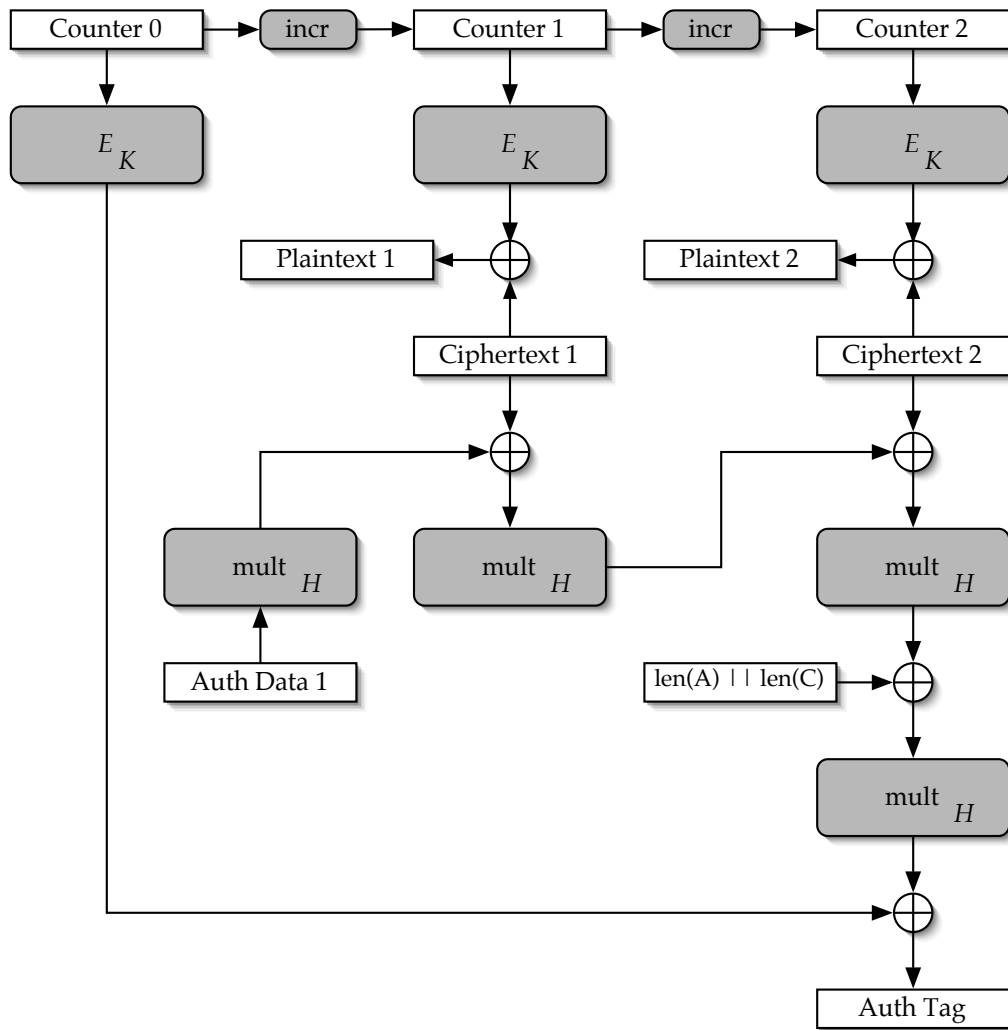 Counter 0
incr
Counter 1
incr
Counter 2
E K
E K
E K
Plaintext 1
Plaintext 2
Ciphertext 1
Ciphertext 2
mult H
mult H
mult H
Auth Data 1
len(A) || len(C)
mult H
Auth Tag